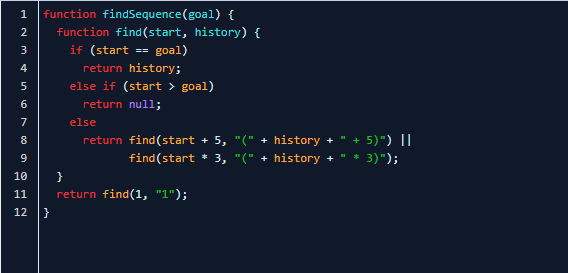 1 function findSequence(goal) {
2   function find(start, history) {
3     if (start == goal)
4       return history;
5     else if (start > goal)
6       return null;
7     else
8       return find(start + 5, "(" + history + " + 5)") ||
9              find(start * 3, "(" + history + " * 3)");
10   }
11   return find(1, "1");
12 }